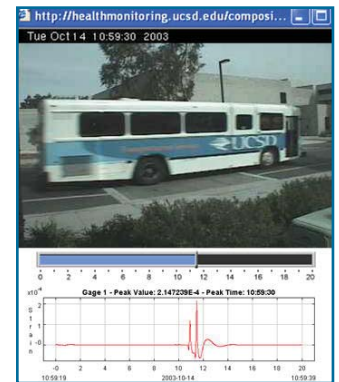 http://healthmonitoring.ucsd.edu/composi...
Tue Oct 14 10:59:30 2003
UCSD
0 2 4 6 8 10 12 14 16 18 20
Gage 1 - Peak Value: 2.147239E-4 - Peak Time: 10:59:30
x10^-4
2
1
-0
Strain
-0 2 4 6 8 10 12 14 16 18 20
10:59:19 2003-10-14 10:59:39